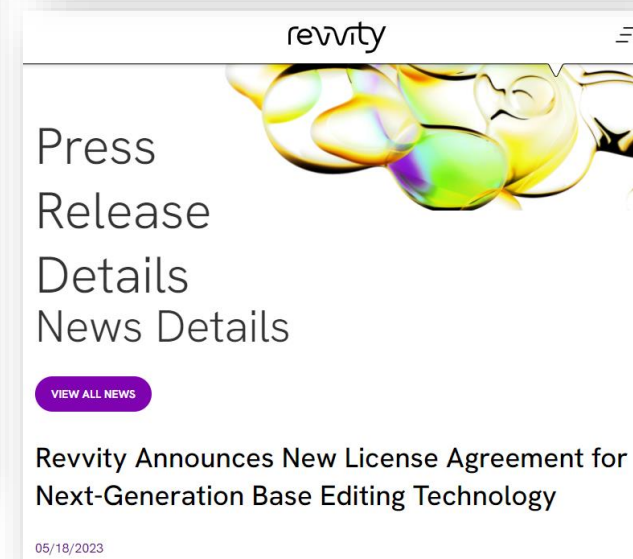 revvity
Press
Release
Details
News Details
VIEW ALL NEWS
Revvity Announces New License Agreement for
Next-Generation Base Editing Technology
05/18/2023